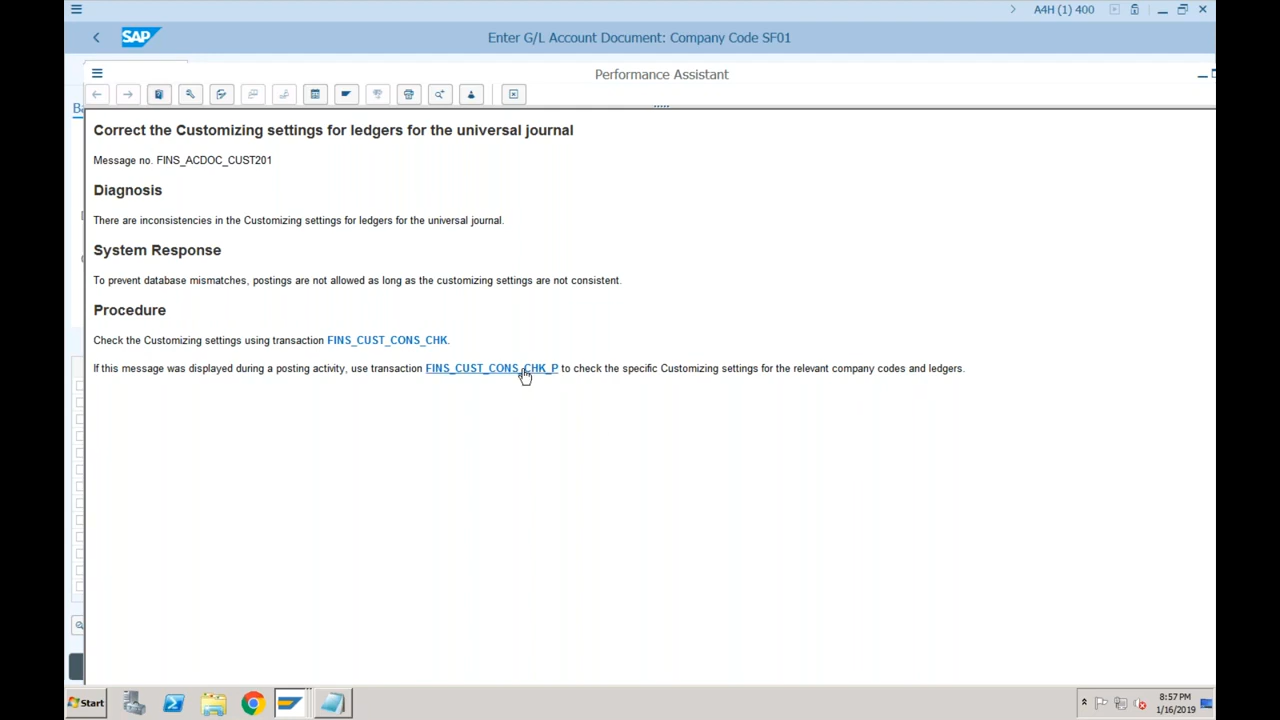 A4H (1) 400
SAP
Enter G/L Account Document: Company Code SF01
Performance Assistant
Ba
Correct the Customizing settings for ledgers for the universal journal
Message no. FINS_ACDOC_CUST201
Diagnosis
There are inconsistencies in the Customizing settings for ledgers for the universal journal.
System Response
To prevent database mismatches, postings are not allowed as long as the customizing settings are not consistent.
Procedure
Check the Customizing settings using transaction FINS_CUST_CONS_CHK.
If this message was displayed during a posting activity, use transaction FINS_CUST_CONS_CHK_P to check the specific Customizing settings for the relevant company codes and ledgers.
Start
8:57 PM
1/16/2019